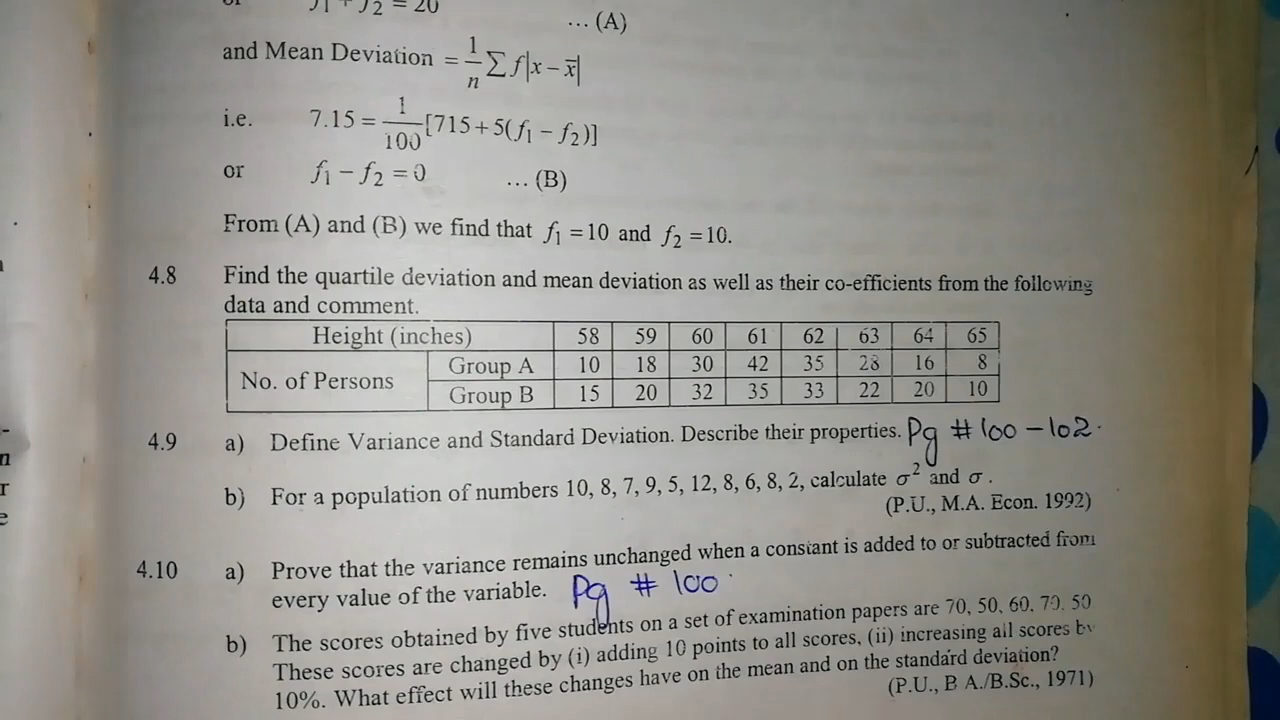 or f₁ + f₂ = 20 ... (A)
and Mean Deviation = 1/n ∑ f|x − x̄|
i.e. 7.15 = 1/100 [715 + 5(f₁ − f₂)]
or f₁ − f₂ = 0 ... (B)
From (A) and (B) we find that f₁ = 10 and f₂ = 10.
4.8 Find the quartile deviation and mean deviation as well as their co-efficients from the following
data and comment.
Height (inches) 58 59 60 61 62 63 64 65
No. of Persons Group A 10 18 30 42 35 28 16 8
Group B 15 20 32 35 33 22 20 10
4.9 a) Define Variance and Standard Deviation. Describe their properties. Pg # 100 – 102.
b) For a population of numbers 10, 8, 7, 9, 5, 12, 8, 6, 8, 2, calculate σ² and σ.
(P.U., M.A. Econ. 1992)
4.10 a) Prove that the variance remains unchanged when a constant is added to or subtracted from
every value of the variable. Pg # 100.
b) The scores obtained by five students on a set of examination papers are 70, 50, 60, 70, 50
These scores are changed by (i) adding 10 points to all scores, (ii) increasing all scores by
10%. What effect will these changes have on the mean and on the standard deviation?
(P.U., B A./B.Sc., 1971)